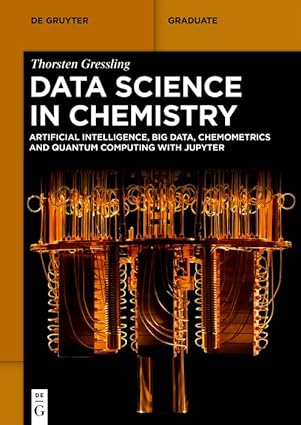 DE GRUYTER
GRADUATE
Thorsten Gressling
DATA SCIENCE
IN CHEMISTRY
ARTIFICIAL INTELLIGENCE, BIG DATA, CHEMOMETRICS
AND QUANTUM COMPUTING WITH JUPYTER
DE
G